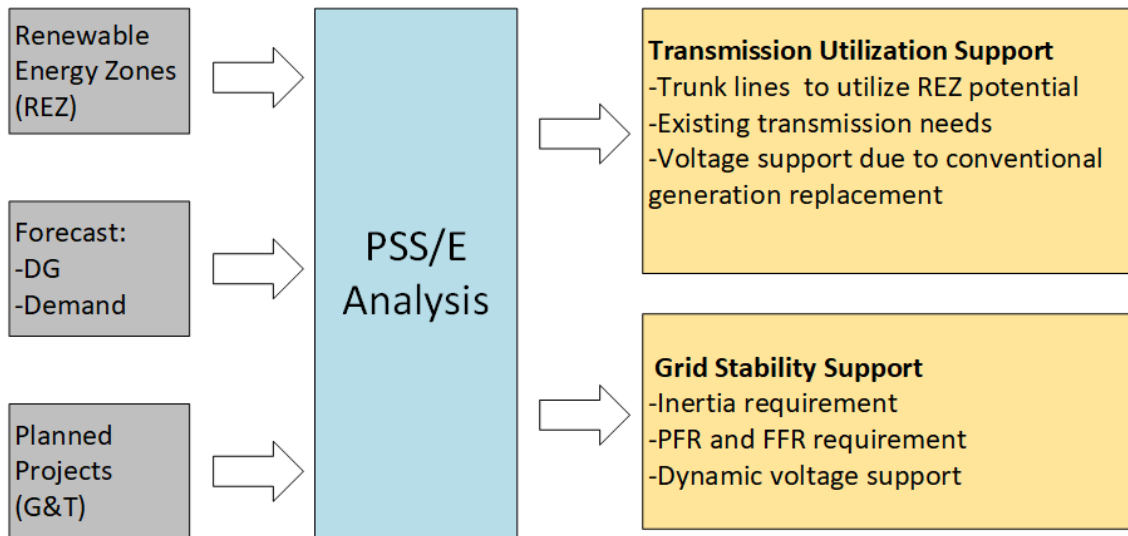 Renewable
Energy Zones
(REZ)
Forecast:
-DG
-Demand
Planned
Projects
(G&T)
PSS/E
Analysis
Transmission Utilization Support
-Trunk lines to utilize REZ potential
-Existing transmission needs
-Voltage support due to conventional
generation replacement
Grid Stability Support
-Inertia requirement
-PFR and FFR requirement
-Dynamic voltage support